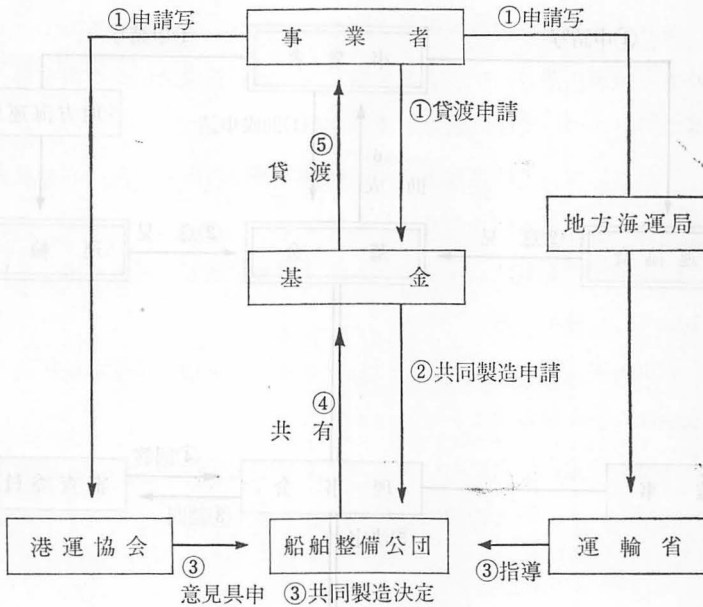 ①申請写
①申請写
事業者
①貸渡申請
⑤
貸渡
地方海運局
基金
②共同製造申請
④
共有
港運協会
船舶整備公団
運輸省
③
意見具申
③共同製造決定
③指導